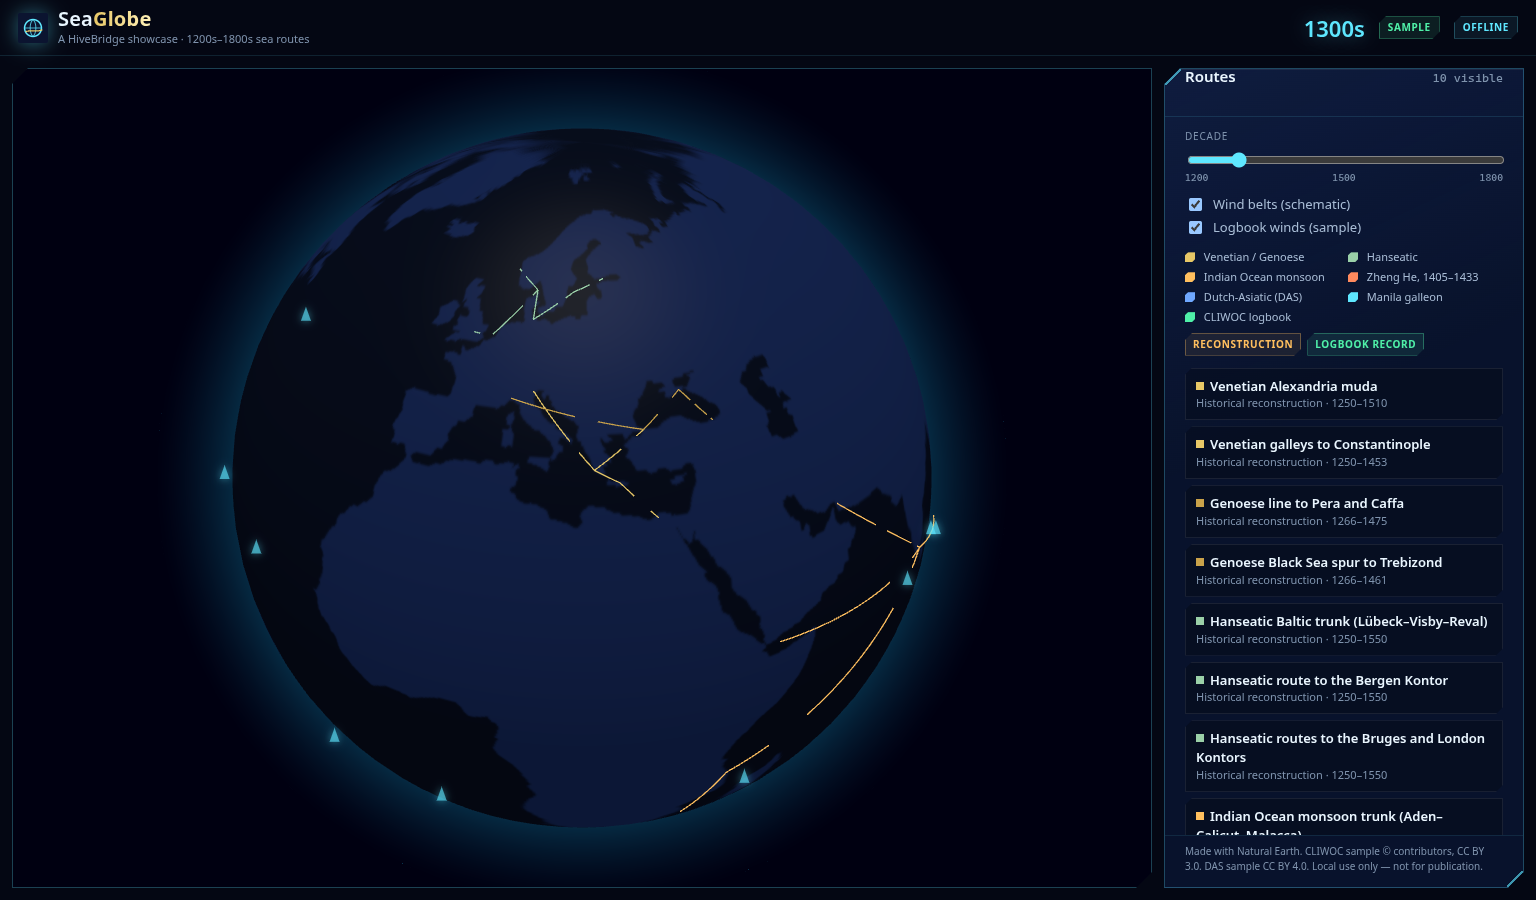 SeaGlobe
A HiveBridge showcase · 1200s–1800s sea routes
1300s
SAMPLE
OFFLINE
Routes
10 visible
DECADE
1200
1500
1800
Wind belts (schematic)
Logbook winds (sample)
Venetian / Genoese
Hanseatic
Indian Ocean monsoon
Zheng He, 1405–1433
Dutch-Asiatic (DAS)
Manila galleon
CLIWOC logbook
RECONSTRUCTION
LOGBOOK RECORD
Venetian Alexandria muda
Historical reconstruction · 1250–1510
Venetian galleys to Constantinople
Historical reconstruction · 1250–1453
Genoese line to Pera and Caffa
Historical reconstruction · 1266–1475
Genoese Black Sea spur to Trebizond
Historical reconstruction · 1266–1461
Hanseatic Baltic trunk (Lübeck–Visby–Reval)
Historical reconstruction · 1250–1550
Hanseatic route to the Bergen Kontor
Historical reconstruction · 1250–1550
Hanseatic routes to the Bruges and London
Kontors
Historical reconstruction · 1250–1550
Indian Ocean monsoon trunk (Aden–
Calicut–Malacca)
Made with Natural Earth. CLIWOC sample © contributors, CC BY
3.0. DAS sample CC BY 4.0. Local use only — not for publication.